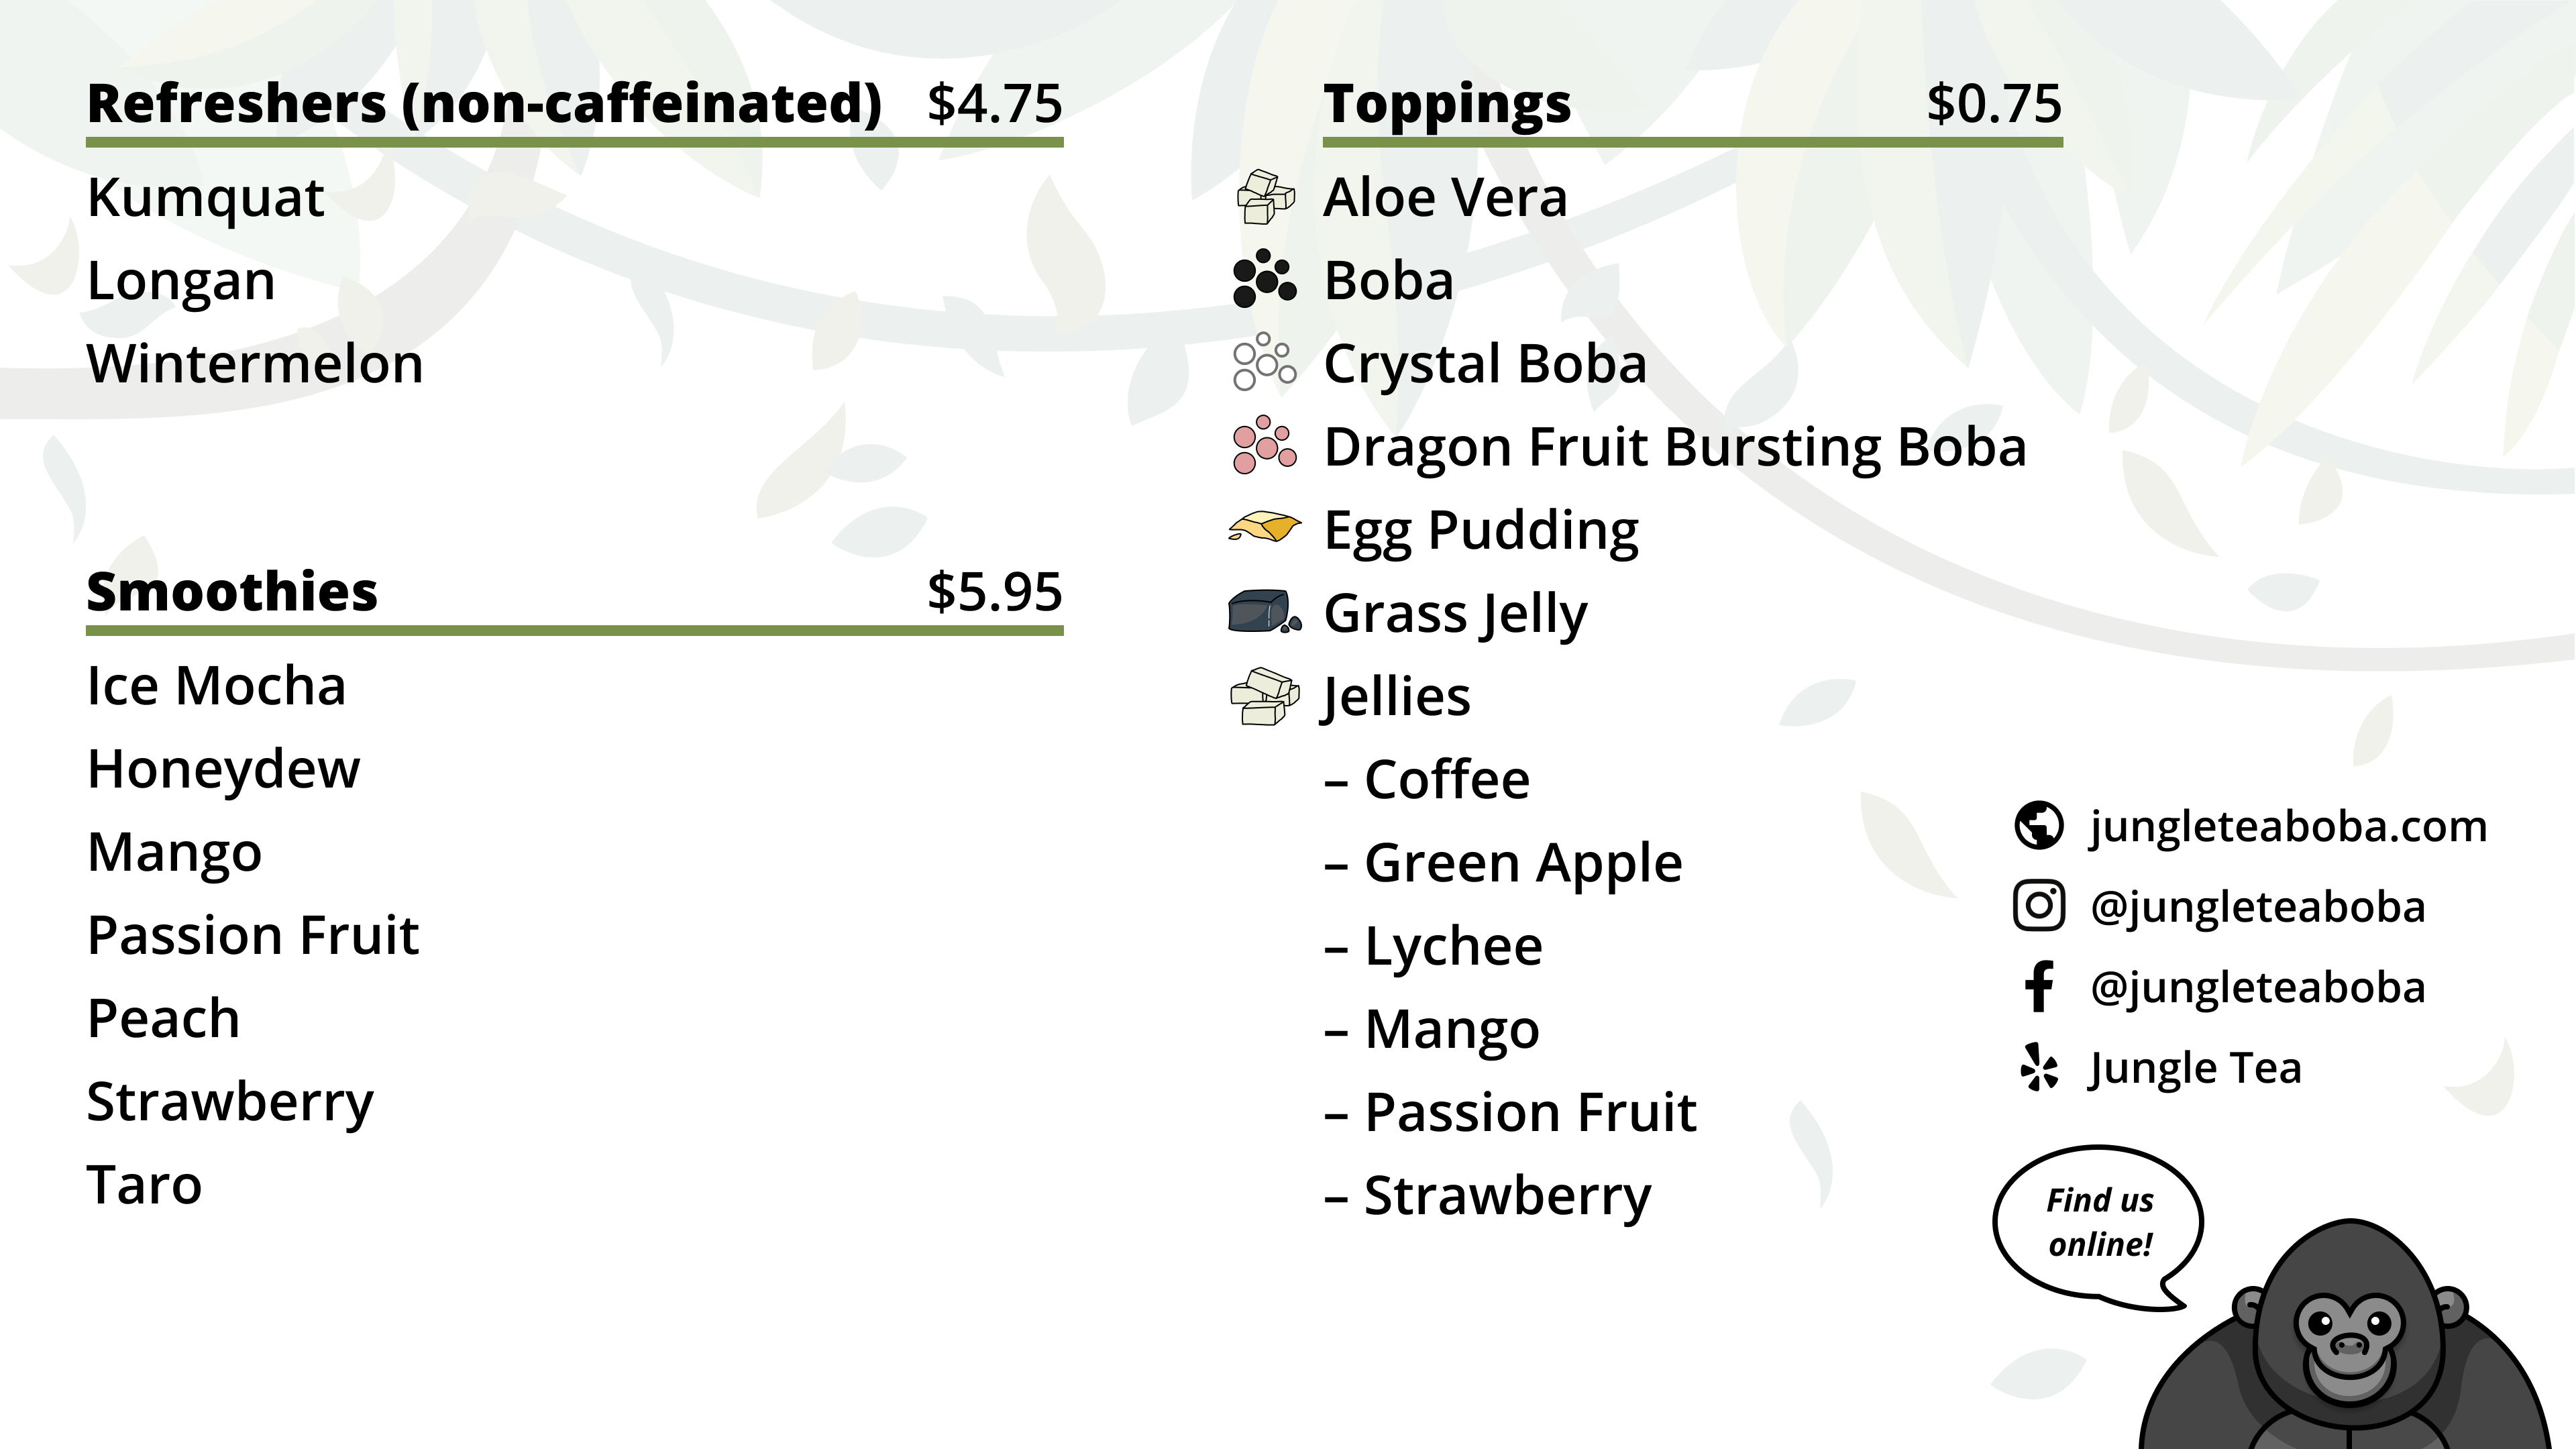 Refreshers (non-caffeinated) $4.75
Kumquat
Longan
Wintermelon
Smoothies $5.95
Ice Mocha
Honeydew
Mango
Passion Fruit
Peach
Strawberry
Taro
Toppings $0.75
Aloe Vera
Boba
Crystal Boba
Dragon Fruit Bursting Boba
Egg Pudding
Grass Jelly
Jellies
– Coffee
– Green Apple
– Lychee
– Mango
– Passion Fruit
– Strawberry
jungleteaboba.com
@jungleteaboba
@jungleteaboba
Jungle Tea
Find us
online!